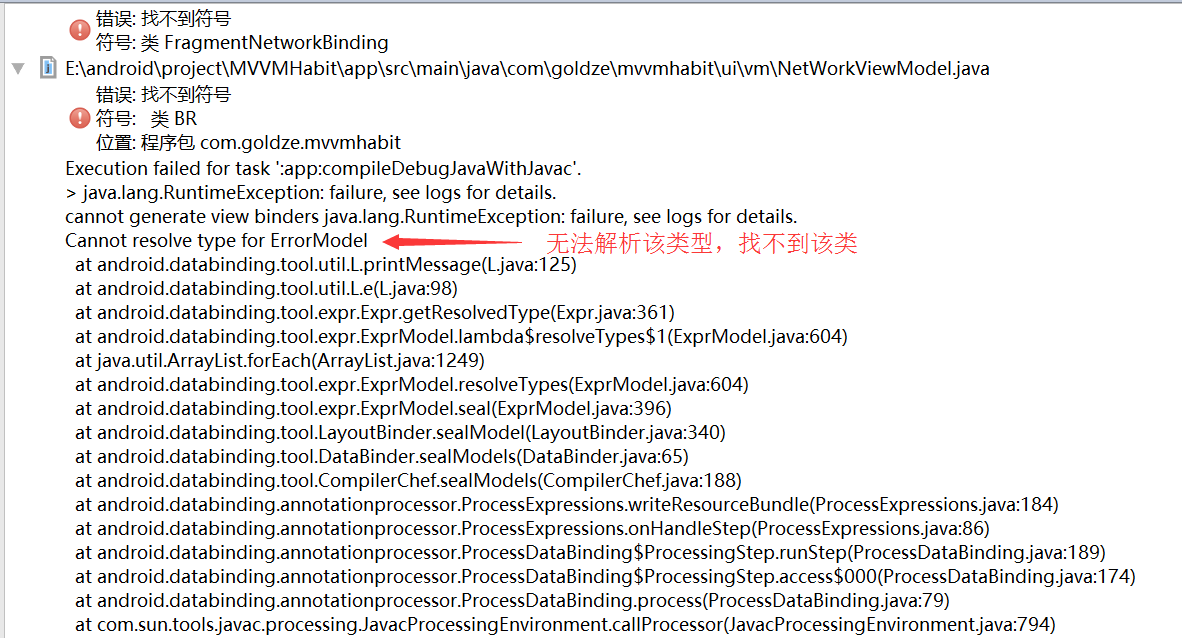 错误: 找不到符号
符号: 类 FragmentNetworkBinding
E:\android\project\MVVMHabit\app\src\main\java\com\goldze\mvvmhabit\ui\vm\NetWorkViewModel.java
错误: 找不到符号
符号:   类 BR
位置: 程序包 com.goldze.mvvmhabit
Execution failed for task ':app:compileDebugJavaWithJavac'.
> java.lang.RuntimeException: failure, see logs for details.
cannot generate view binders java.lang.RuntimeException: failure, see logs for details.
Cannot resolve type for ErrorModel 无法解析该类型，找不到该类
at android.databinding.tool.util.L.printMessage(L.java:125)
at android.databinding.tool.util.L.e(L.java:98)
at android.databinding.tool.expr.Expr.getResolvedType(Expr.java:361)
at android.databinding.tool.expr.ExprModel.lambda$resolveTypes$1(ExprModel.java:604)
at java.util.ArrayList.forEach(ArrayList.java:1249)
at android.databinding.tool.expr.ExprModel.resolveTypes(ExprModel.java:604)
at android.databinding.tool.expr.ExprModel.seal(ExprModel.java:396)
at android.databinding.tool.LayoutBinder.sealModel(LayoutBinder.java:340)
at android.databinding.tool.DataBinder.sealModels(DataBinder.java:65)
at android.databinding.tool.CompilerChef.sealModels(CompilerChef.java:188)
at android.databinding.annotationprocessor.ProcessExpressions.writeResourceBundle(ProcessExpressions.java:184)
at android.databinding.annotationprocessor.ProcessExpressions.onHandleStep(ProcessExpressions.java:86)
at android.databinding.annotationprocessor.ProcessDataBinding$ProcessingStep.runStep(ProcessDataBinding.java:189)
at android.databinding.annotationprocessor.ProcessDataBinding$ProcessingStep.access$000(ProcessDataBinding.java:174)
at android.databinding.annotationprocessor.ProcessDataBinding.process(ProcessDataBinding.java:79)
at com.sun.tools.javac.processing.JavacProcessingEnvironment.callProcessor(JavacProcessingEnvironment.java:794)